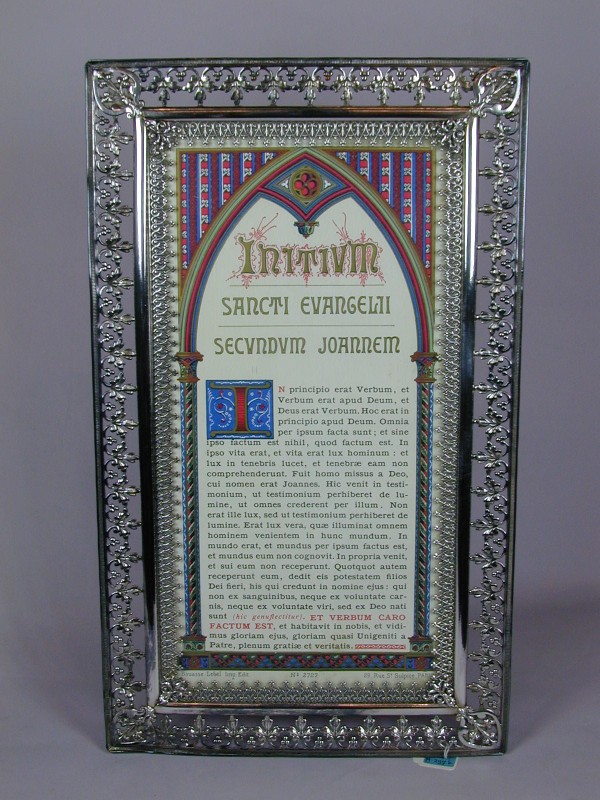 INITIVM
SANCTI EVANGELII
SECVNDVM JOANNEM
IN principio erat Verbum, et
Verbum erat apud Deum, et
Deus erat Verbum. Hoc erat in
principio apud Deum. Omnia
per ipsum facta sunt; et sine
ipso factum est nihil, quod factum est. In
ipso vita erat, et vita erat lux hominum : et
lux in tenebris lucet, et tenebræ eam non
comprehenderunt. Fuit homo missus a Deo,
cui nomen erat Joannes. Hic venit in testi-
monium, ut testimonium perhiberet de lu-
mine, ut omnes crederent per illum. Non
erat ille lux, sed ut testimonium perhiberet de
lumine. Erat lux vera, quæ illuminat omnem
hominem venientem in hunc mundum. In
mundo erat, et mundus per ipsum factus est,
et mundus eum non cognovit. In propria venit,
et sui eum non receperunt. Quotquot autem
receperunt eum, dedit eis potestatem filios
Dei fieri, his qui credunt in nomine ejus : qui
non ex sanguinibus, neque ex voluntate car-
nis, neque ex voluntate viri, sed ex Deo nati
sunt (hic genuflectitur). ET VERBUM CARO
FACTUM EST, et habitavit in nobis, et vidi-
mus gloriam ejus, gloriam quasi Unigeniti a
Patre, plenum gratiæ et veritatis.
Lebel Imp. Edit.